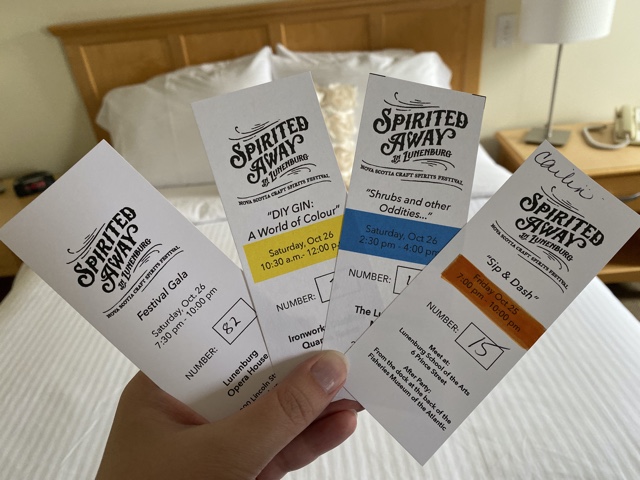 SPIRITED
AWAY
IN LUNENBURG
NOVA SCOTIA CRAFT SPIRITS FESTIVAL
Festival Gala
Saturday, Oct 26
7:30 pm - 10:00 pm
NUMBER: 82
Lunenburg
Opera House
Lincoln
SPIRITED
AWAY
IN LUNENBURG
NOVA SCOTIA CRAFT SPIRITS FESTIVAL
"DIY GIN:
A World of Colour"
Saturday, Oct 26
10:30 a.m.- 12:00 p
NUMBER:
Ironwork
SPIRITED
AWAY
IN LUNENBURG
NOVA SCOTIA CRAFT SPIRITS FESTIVAL
"Shrubs and other
Oddities..."
Saturday, Oct 26
2:30 pm - 4:00 pm
NUMBER:
The
SPIRITED
AWAY
IN LUNENBURG
NOVA SCOTIA CRAFT SPIRITS FESTIVAL
"Sip & Dash"
Friday Oct 25
7:00 pm - 10:00 pm
NUMBER: 15
Meet at:
Lunenburg School of the Arts
6 Prince Street
After Party:
From the dock at the back of the
Fisheries Museum of the Atlantic